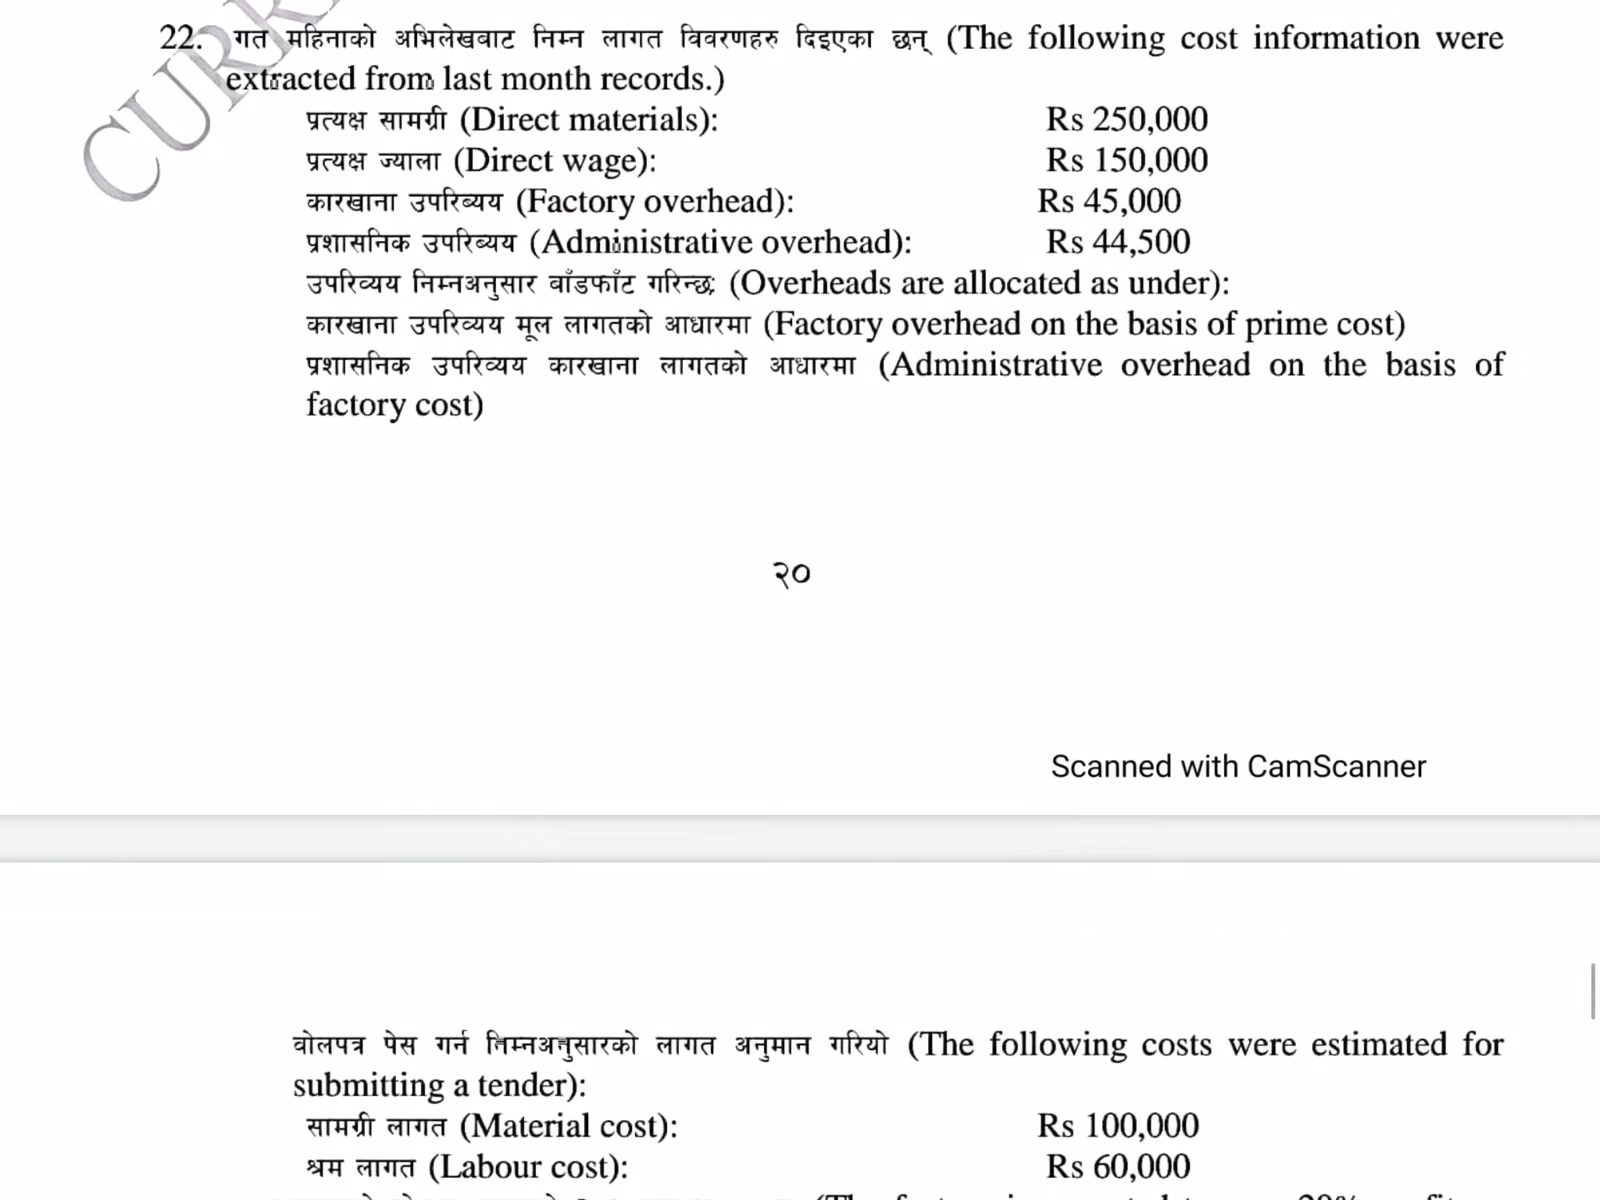 CURR
22. गत महिनाको अभिलेखबाट निम्न लागत विवरणहरु दिइएका छन् (The following cost information were
extracted from last month records.)
प्रत्यक्ष सामग्री (Direct materials): Rs 250,000
प्रत्यक्ष ज्याला (Direct wage): Rs 150,000
कारखाना उपरिब्यय (Factory overhead): Rs 45,000
प्रशासनिक उपरिब्यय (Administrative overhead): Rs 44,500
उपरिव्यय निम्नअनुसार बाँडफाँट गरिन्छः (Overheads are allocated as under):
कारखाना उपरिव्यय मूल लागतको आधारमा (Factory overhead on the basis of prime cost)
प्रशासनिक उपरिव्यय कारखाना लागतको आधारमा (Administrative overhead on the basis of
factory cost)
२०
Scanned with CamScanner
वोलपत्र पेस गर्न निम्नअनुसारको लागत अनुमान गरियो (The following costs were estimated for
submitting a tender):
सामग्री लागत (Material cost): Rs 100,000
श्रम लागत (Labour cost): Rs 60,000